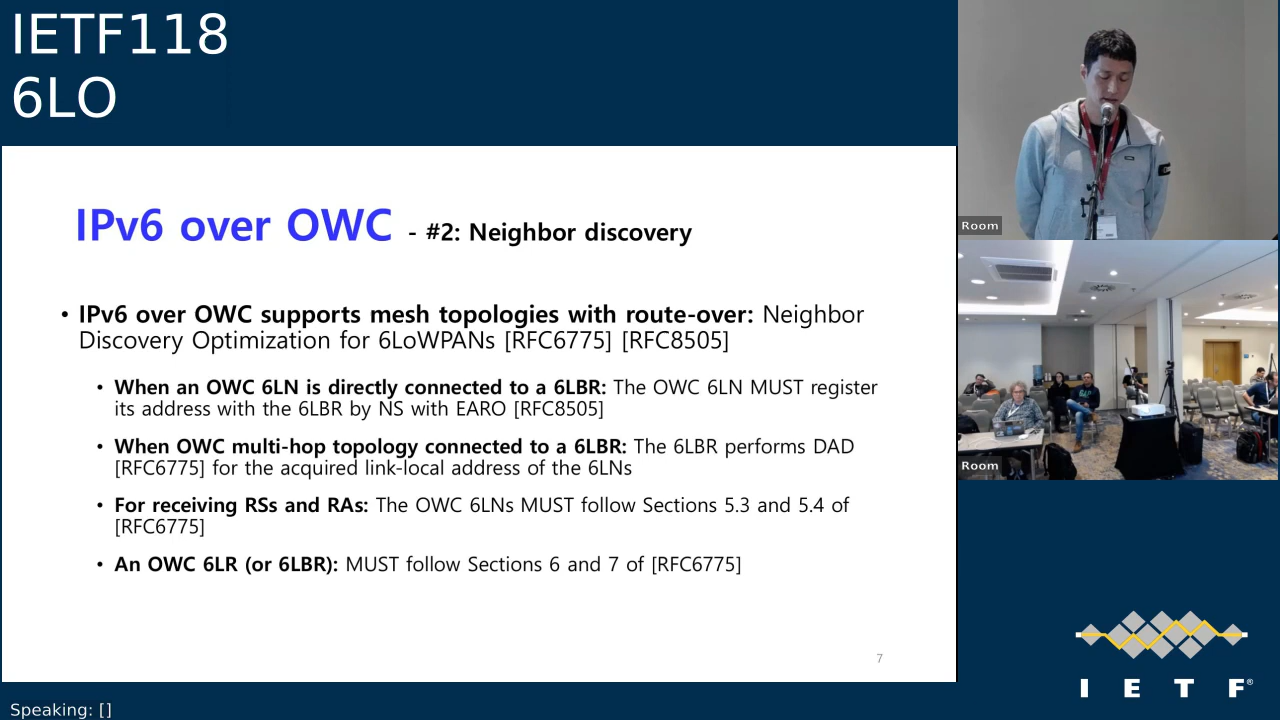 IETF118
6LO
IPv6 over OWC - #2: Neighbor discovery
• IPv6 over OWC supports mesh topologies with route-over: Neighbor
Discovery Optimization for 6LoWPANs [RFC6775] [RFC8505]
• When an OWC 6LN is directly connected to a 6LBR: The OWC 6LN MUST register
its address with the 6LBR by NS with EARO [RFC8505]
• When OWC multi-hop topology connected to a 6LBR: The 6LBR performs DAD
[RFC6775] for the acquired link-local address of the 6LNs
• For receiving RSs and RAs: The OWC 6LNs MUST follow Sections 5.3 and 5.4 of
[RFC6775]
• An OWC 6LR (or 6LBR): MUST follow Sections 6 and 7 of [RFC6775]
7
Room
Room
I E T F®
Speaking: []